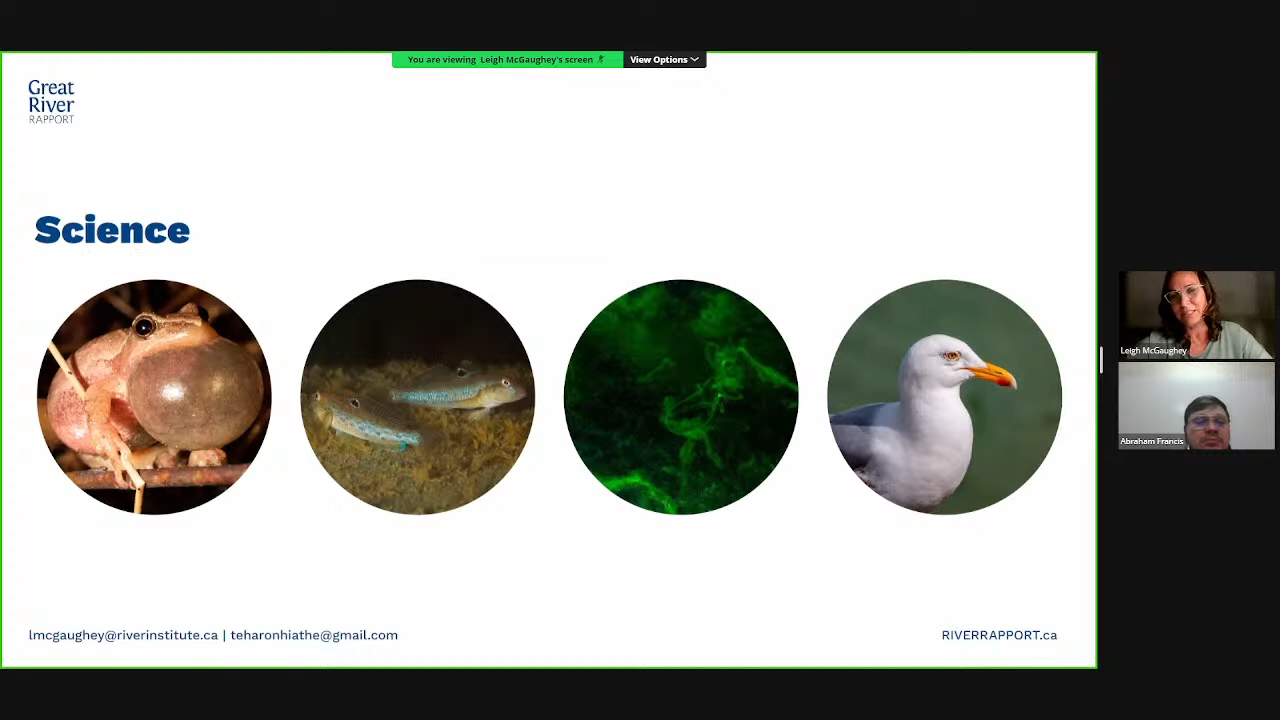 You are viewing Leigh McGaughey's screen
View Options
Great
River
RAPPORT
Science
Leigh McGaughey
Abraham Francis
lmcgaughey@riverinstitute.ca | teharonhiathe@gmail.com
RIVERRAPPORT.ca